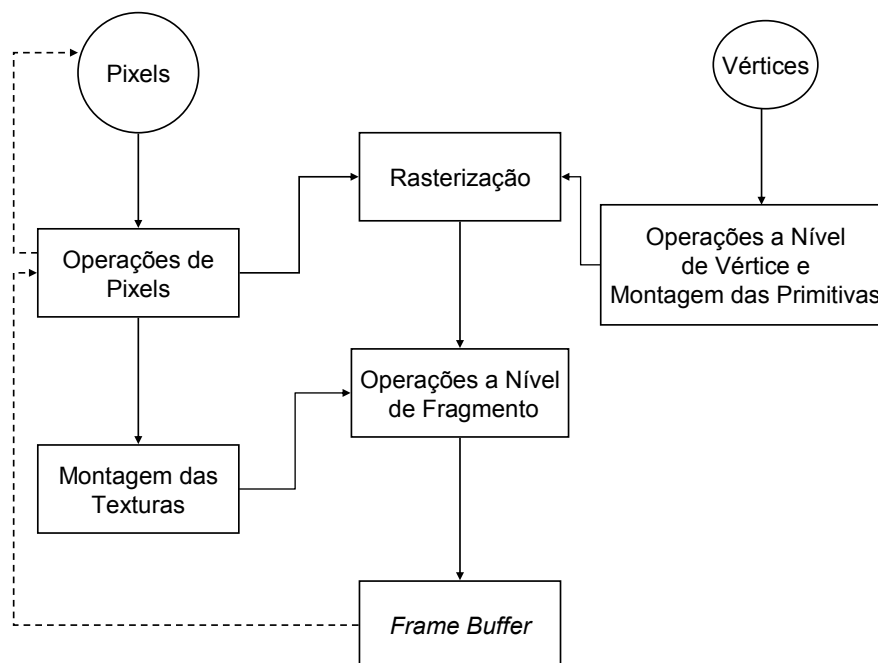 Pixels
Vértices
Rasterização
Operações a Nível
de Vértice e
Montagem das Primitivas
Operações de
Pixels
Operações a Nível
de Fragmento
Montagem das
Texturas
Frame Buffer